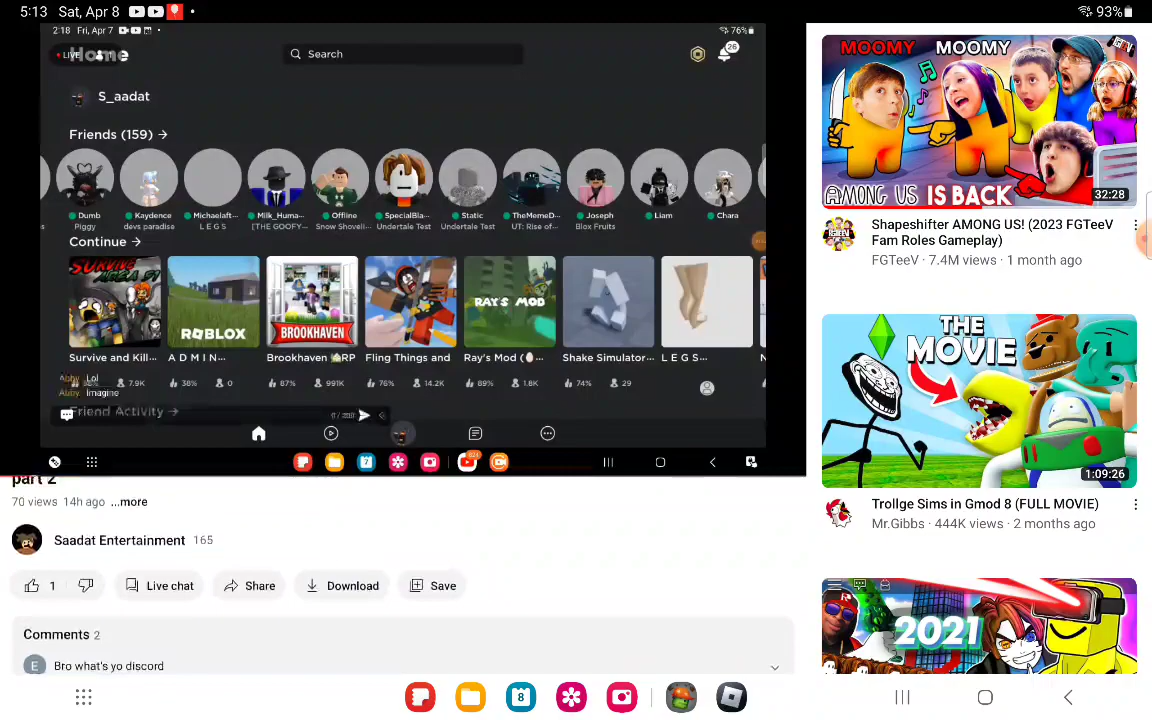 5:13 Sat, Apr 8
93%
2:18 Fri, Apr 7
76%
LIVE
Home
Search
26
S_aadat
Friends (159) →
Dumb
Piggy
Kaydence
devs paradise
Michaelaft...
L E G S
Milk_Huma...
[THE GOOFY...
Offline
Snow Shoveli...
SpecialBla...
Undertale Test
Static
Undertale Test
TheMemeD...
UT: Rise of...
Joseph
Blox Fruits
Liam
Chara
Continue →
ROBLOX
BROOKHAVEN
RAY'S MOD
Survive and Kill...
A D M I N...
Brookhaven RP
Fling Things and
Ray's Mod (
Shake Simulator...
L E G S...
7.9K
38%
0
87%
991K
76%
14.2K
89%
1.8K
74%
29
Abby Lol
Abby Imagine
Friend Activity →
part 2
70 views 14h ago ...more
Saadat Entertainment 165
1
Live chat
Share
Download
Save
Comments 2
E
Bro what's yo discord
8
MOOMY MOOMY
AMONG US IS BACK
32:28
Shapeshifter AMONG US! (2023 FGTeeV
Fam Roles Gameplay)
FGTeeV · 7.4M views · 1 month ago
THE
MOVIE
1:09:26
Trollge Sims in Gmod 8 (FULL MOVIE)
Mr.Gibbs · 444K views · 2 months ago
2021